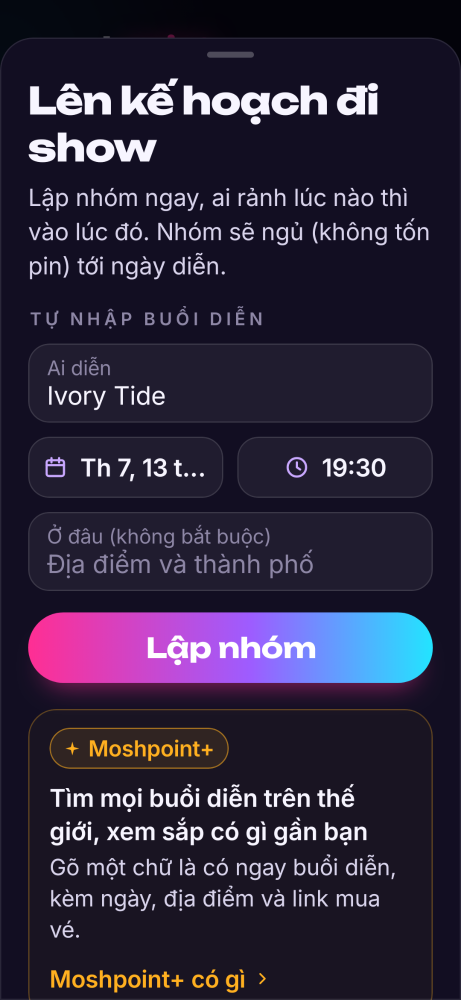 Lên kế hoạch đi
show
Lập nhóm ngay, ai rảnh lúc nào thì
vào lúc đó. Nhóm sẽ ngủ (không tốn
pin) tới ngày diễn.
TỰ NHẬP BUỔI DIỄN
Ai diễn
Ivory Tide
Th 7, 13 t...
19:30
Ở đâu (không bắt buộc)
Địa điểm và thành phố
Lập nhóm
Moshpoint+
Tìm mọi buổi diễn trên thế
giới, xem sắp có gì gần bạn
Gõ một chữ là có ngay buổi diễn,
kèm ngày, địa điểm và link mua
vé.
Moshpoint+ có gì